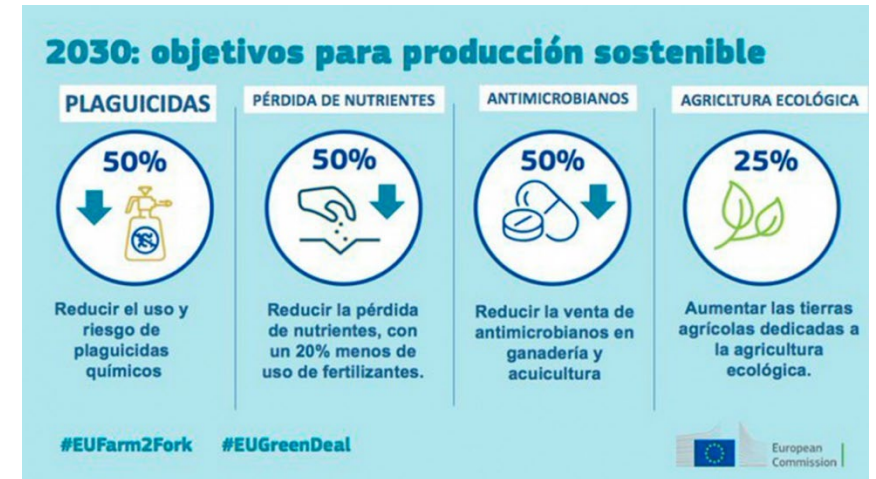 2030: objetivos para producción sostenible
PLAGUICIDAS
50%
Reducir el uso y
riesgo de
plaguicidas
químicos
PÉRDIDA DE NUTRIENTES
50%
Reducir la pérdida
de nutrientes, con
un 20% menos de
uso de fertilizantes.
ANTIMICROBIANOS
50%
Reducir la venta de
antimicrobianos en
ganadería y
acuicultura
AGRICLTURA ECOLÓGICA
25%
Aumentar las tierras
agrícolas dedicadas a
la agricultura
ecológica.
#EUFarm2Fork #EUGreenDeal
European
Commission